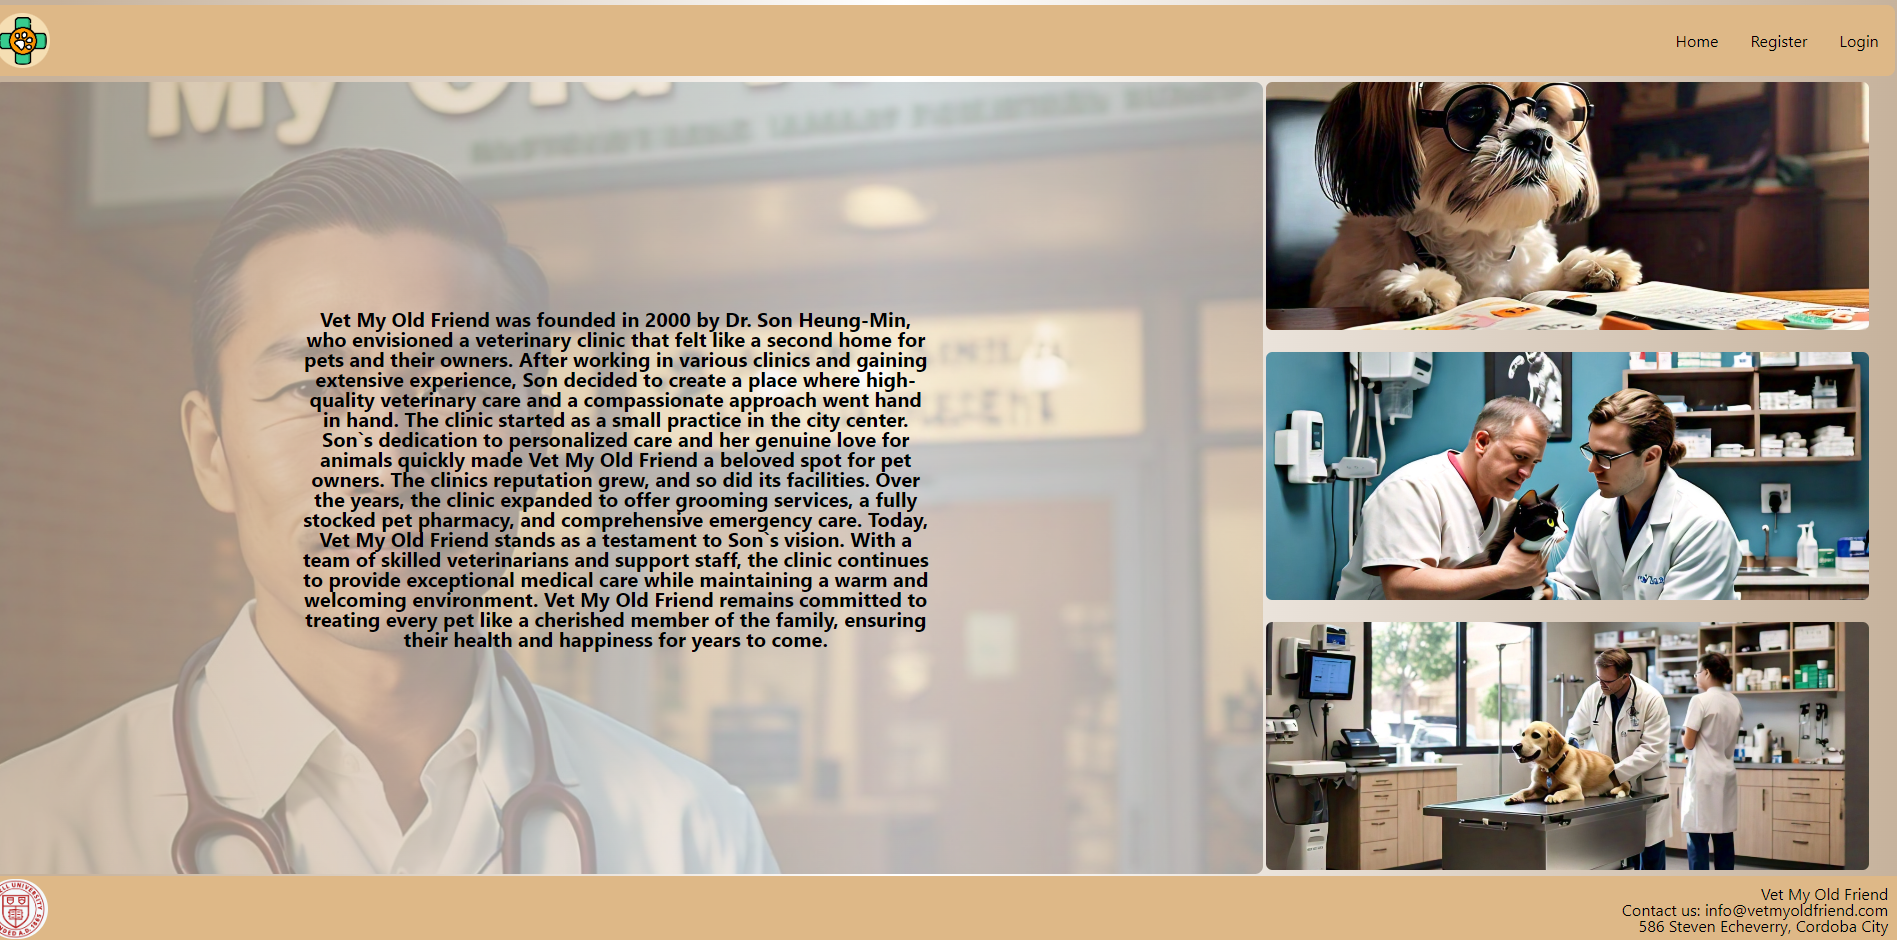 Home Register Login
My Old
Vet My Old Friend was founded in 2000 by Dr. Son Heung-Min,
who envisioned a veterinary clinic that felt like a second home for
pets and their owners. After working in various clinics and gaining
extensive experience, Son decided to create a place where high-
quality veterinary care and a compassionate approach went hand
in hand. The clinic started as a small practice in the city center.
Son`s dedication to personalized care and her genuine love for
animals quickly made Vet My Old Friend a beloved spot for pet
owners. The clinics reputation grew, and so did its facilities. Over
the years, the clinic expanded to offer grooming services, a fully
stocked pet pharmacy, and comprehensive emergency care. Today,
Vet My Old Friend stands as a testament to Son`s vision. With a
team of skilled veterinarians and support staff, the clinic continues
to provide exceptional medical care while maintaining a warm and
welcoming environment. Vet My Old Friend remains committed to
treating every pet like a cherished member of the family, ensuring
their health and happiness for years to come.
Vet My Old Friend
Contact us: info@vetmyoldfriend.com
586 Steven Echeverry, Cordoba City